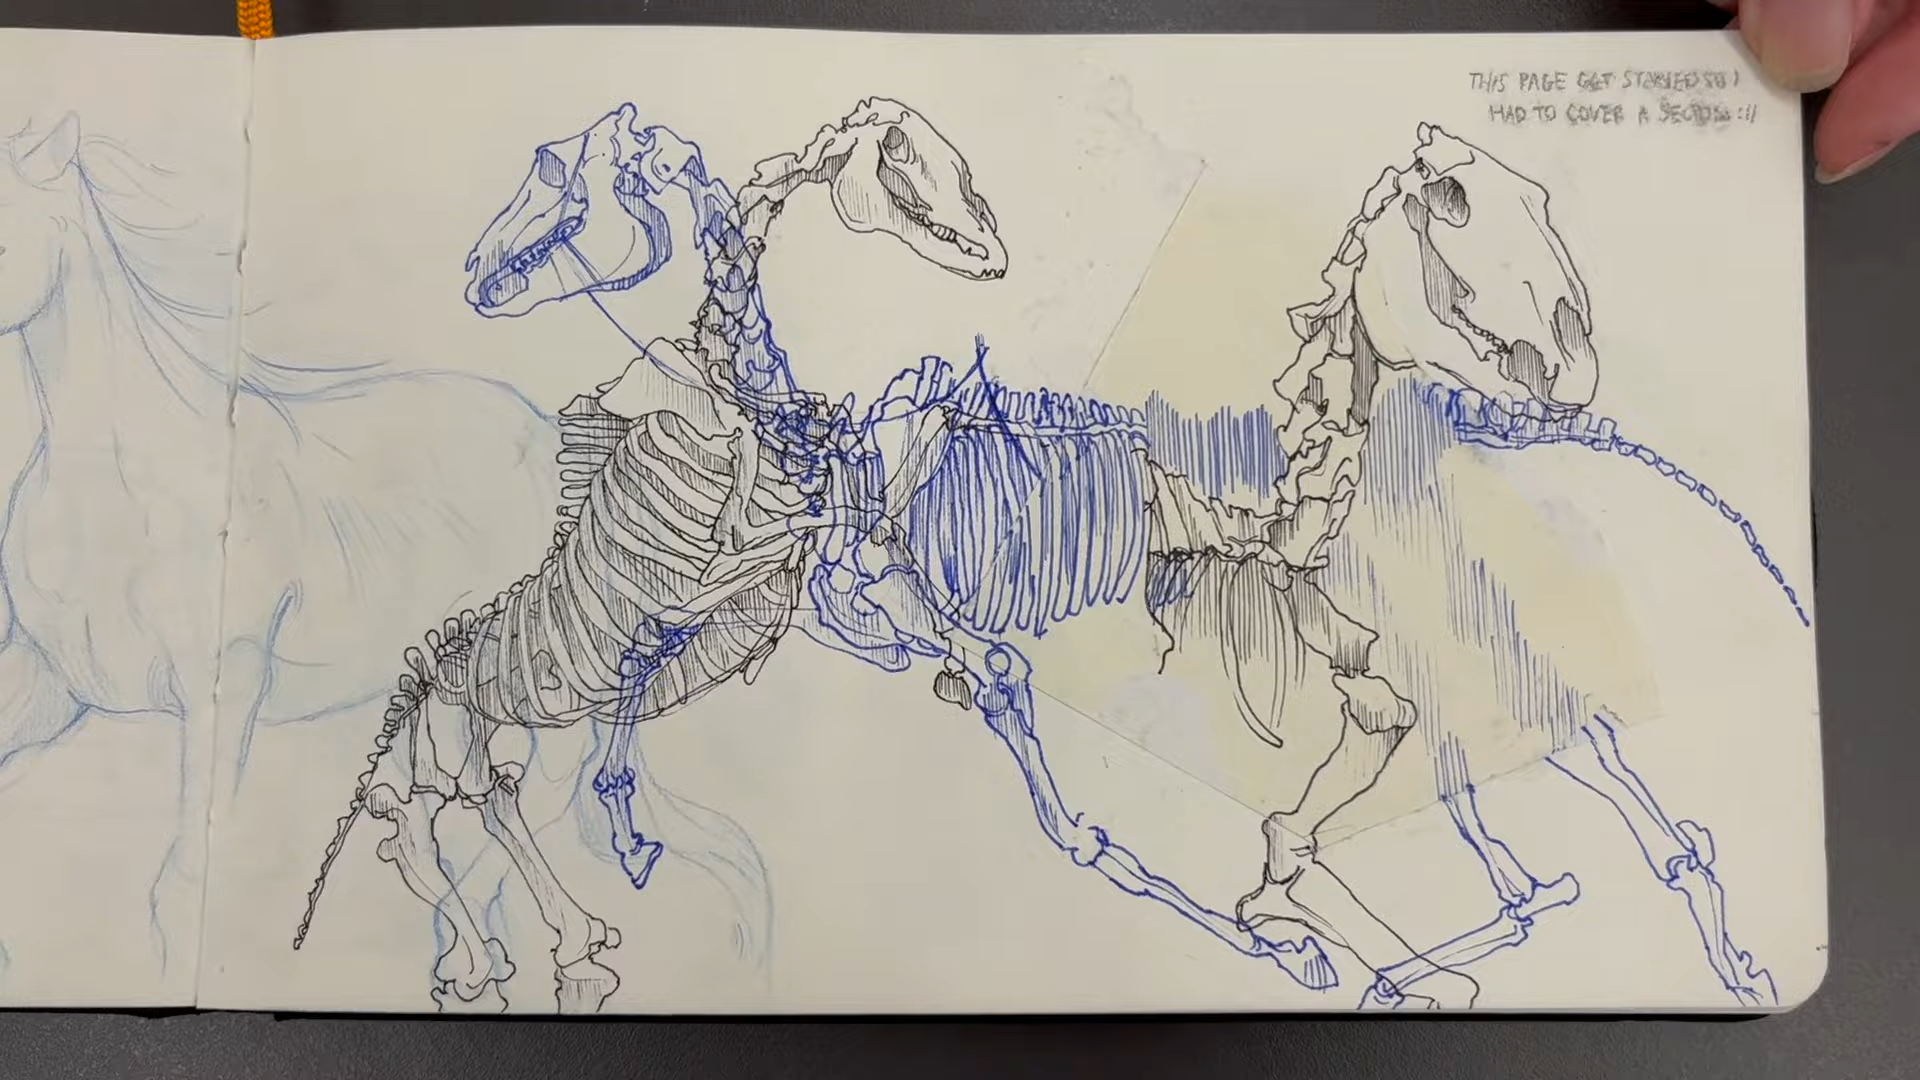 THIS PAGE GOT STAINED SO I
HAD TO COVER A SECTION :(/